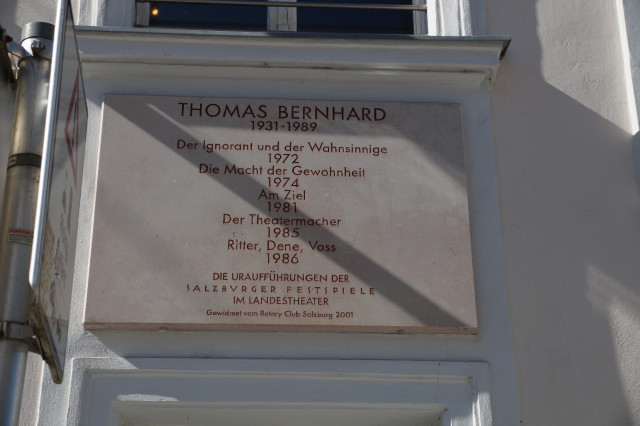 THOMAS BERNHARD
1931-1989
Der Ignorant und der Wahnsinnige
1972
Die Macht der Gewohnheit
1974
Am Ziel
1981
Der Theatermacher
1985
Ritter, Dene, Voss
1986
DIE URAUFFÜHRUNGEN DER
SALZBURGER FESTSPIELE
IM LANDESTHEATER
Gewidmet vom Rotary Club Salzburg 2001